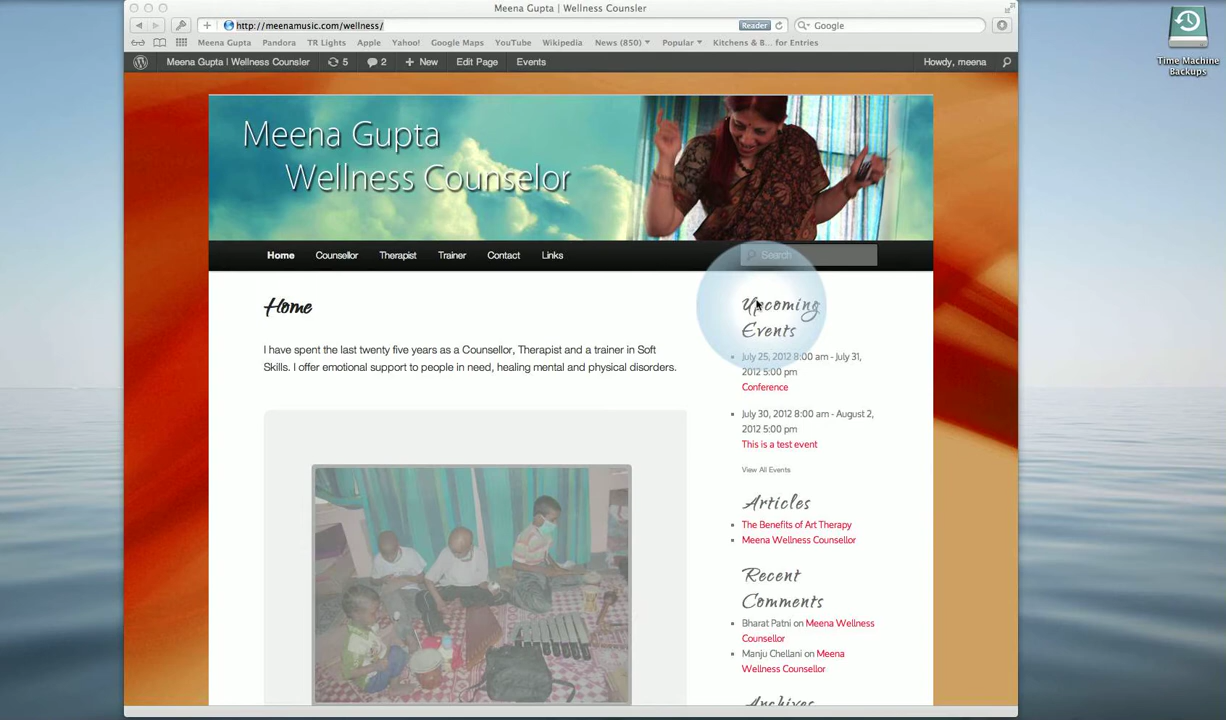 Meena Gupta | Wellness Counsler
http://meenamusic.com/wellness/
Reader
Google
Meena Gupta Pandora TR Lights Apple Yahoo! Google Maps YouTube Wikipedia News (850) Popular Kitchens & B... for Entries
Meena Gupta | Wellness Counsler 5 2 New Edit Page Events Howdy, meena
Time Machine
Backups
Meena Gupta
Wellness Counselor
Home Counsellor Therapist Trainer Contact Links Search
Home
I have spent the last twenty five years as a Counsellor, Therapist and a trainer in Soft
Skills. I offer emotional support to people in need, healing mental and physical disorders.
Upcoming
Events
July 25, 2012 8:00 am - July 31,
2012 5:00 pm
Conference
July 30, 2012 8:00 am - August 2,
2012 5:00 pm
This is a test event
View All Events
Articles
The Benefits of Art Therapy
Meena Wellness Counsellor
Recent
Comments
Bharat Patni on Meena Wellness
Counsellor
Manju Chellani on Meena
Wellness Counsellor
Archives